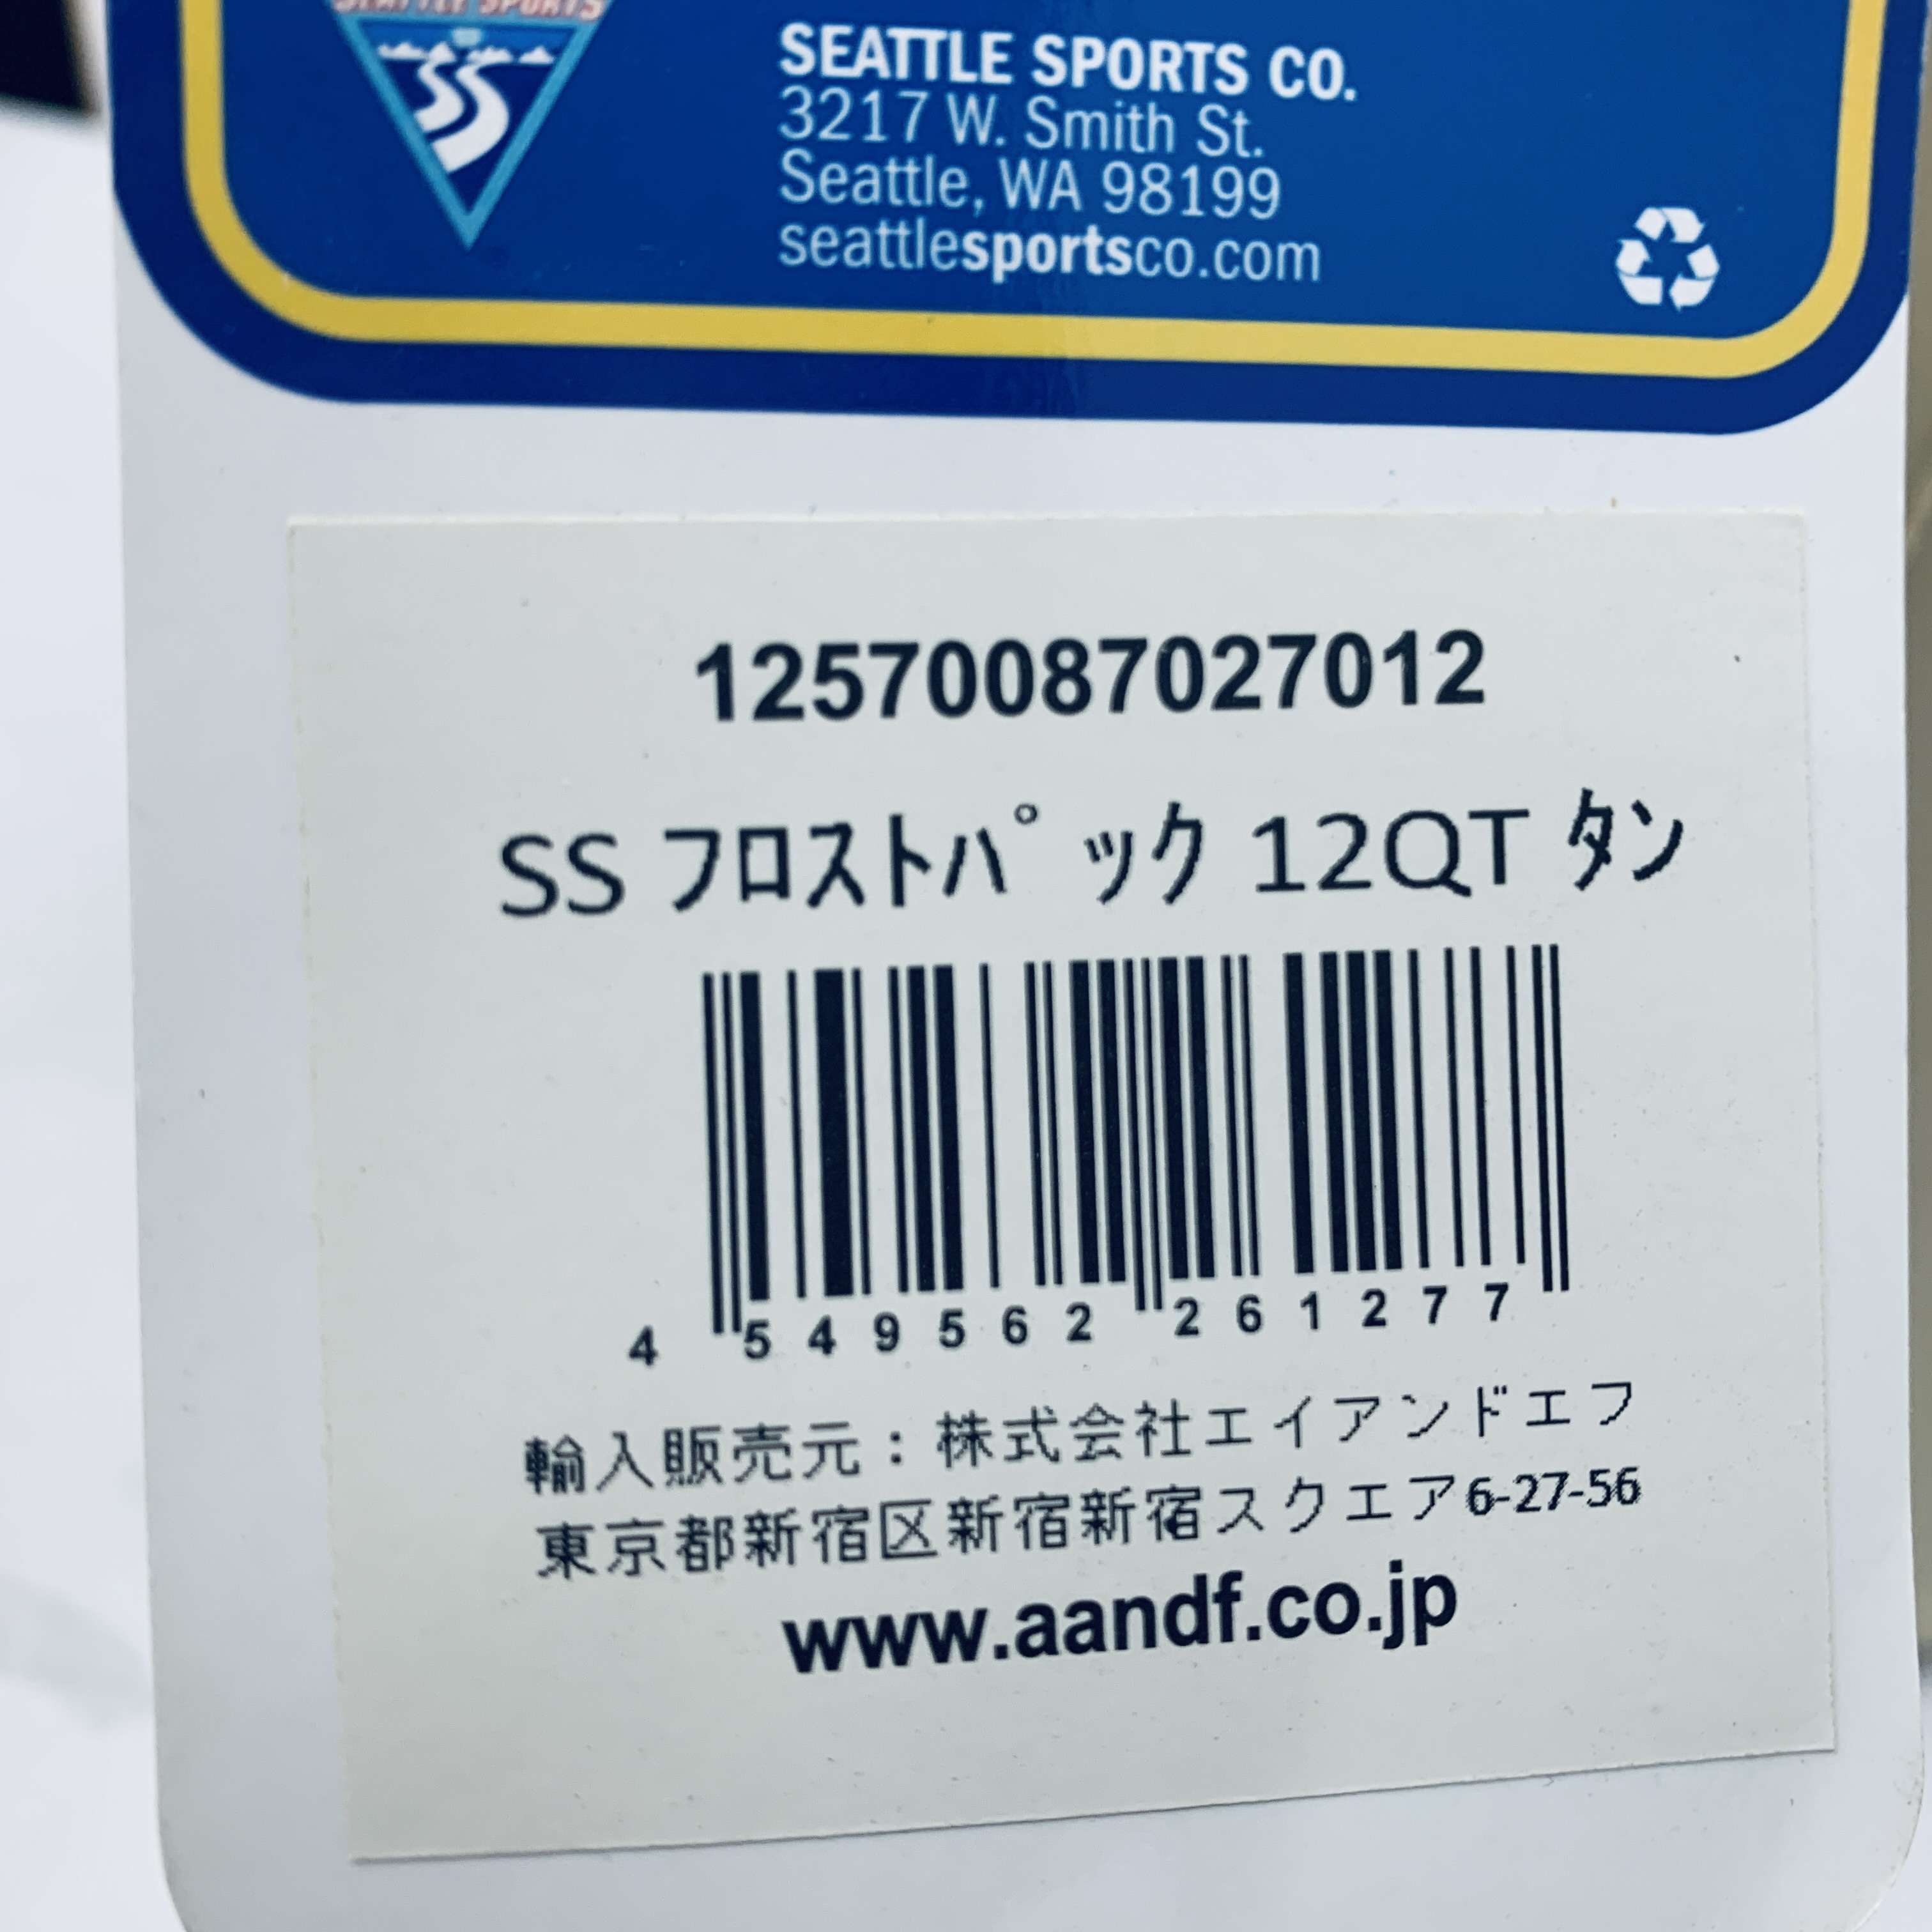 SEATTLE SPORTS
SEATTLE SPORTS CO.
3217 W. Smith St.
Seattle, WA 98199
seattlesportsco.com
12570087027012
SS ﾌﾛｽﾄﾊﾟｯｸ 12QT ﾀﾝ
4 549562 261277
輸入販売元：株式会社エイアンドエフ
東京都新宿区新宿新宿スクエア6-27-56
www.aandf.co.jp